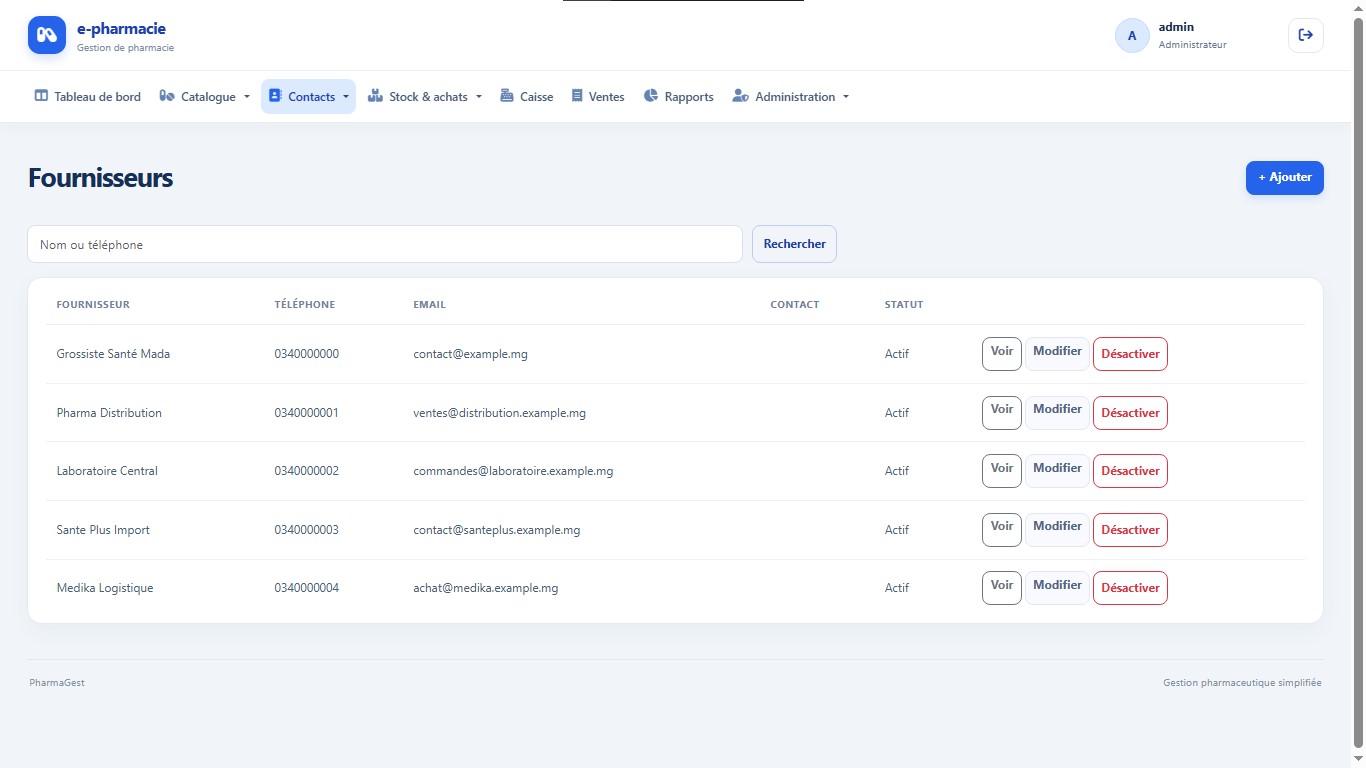 e-pharmacie
Gestion de pharmacie
A
admin
Administrateur
Tableau de bord
Catalogue
Contacts
Stock & achats
Caisse
Ventes
Rapports
Administration
Fournisseurs
+ Ajouter
Nom ou téléphone
Rechercher
FOURNISSEUR TÉLÉPHONE EMAIL CONTACT STATUT
Grossiste Santé Mada 0340000000 contact@example.mg Actif Voir Modifier Désactiver
Pharma Distribution 0340000001 ventes@distribution.example.mg Actif Voir Modifier Désactiver
Laboratoire Central 0340000002 commandes@laboratoire.example.mg Actif Voir Modifier Désactiver
Sante Plus Import 0340000003 contact@santeplus.example.mg Actif Voir Modifier Désactiver
Medika Logistique 0340000004 achat@medika.example.mg Actif Voir Modifier Désactiver
PharmaGest
Gestion pharmaceutique simplifiée